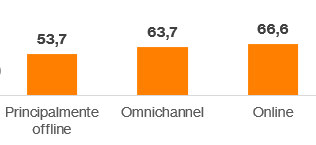 53,7
63,7
66,6
Principalmente
offline
Omnichannel
Online